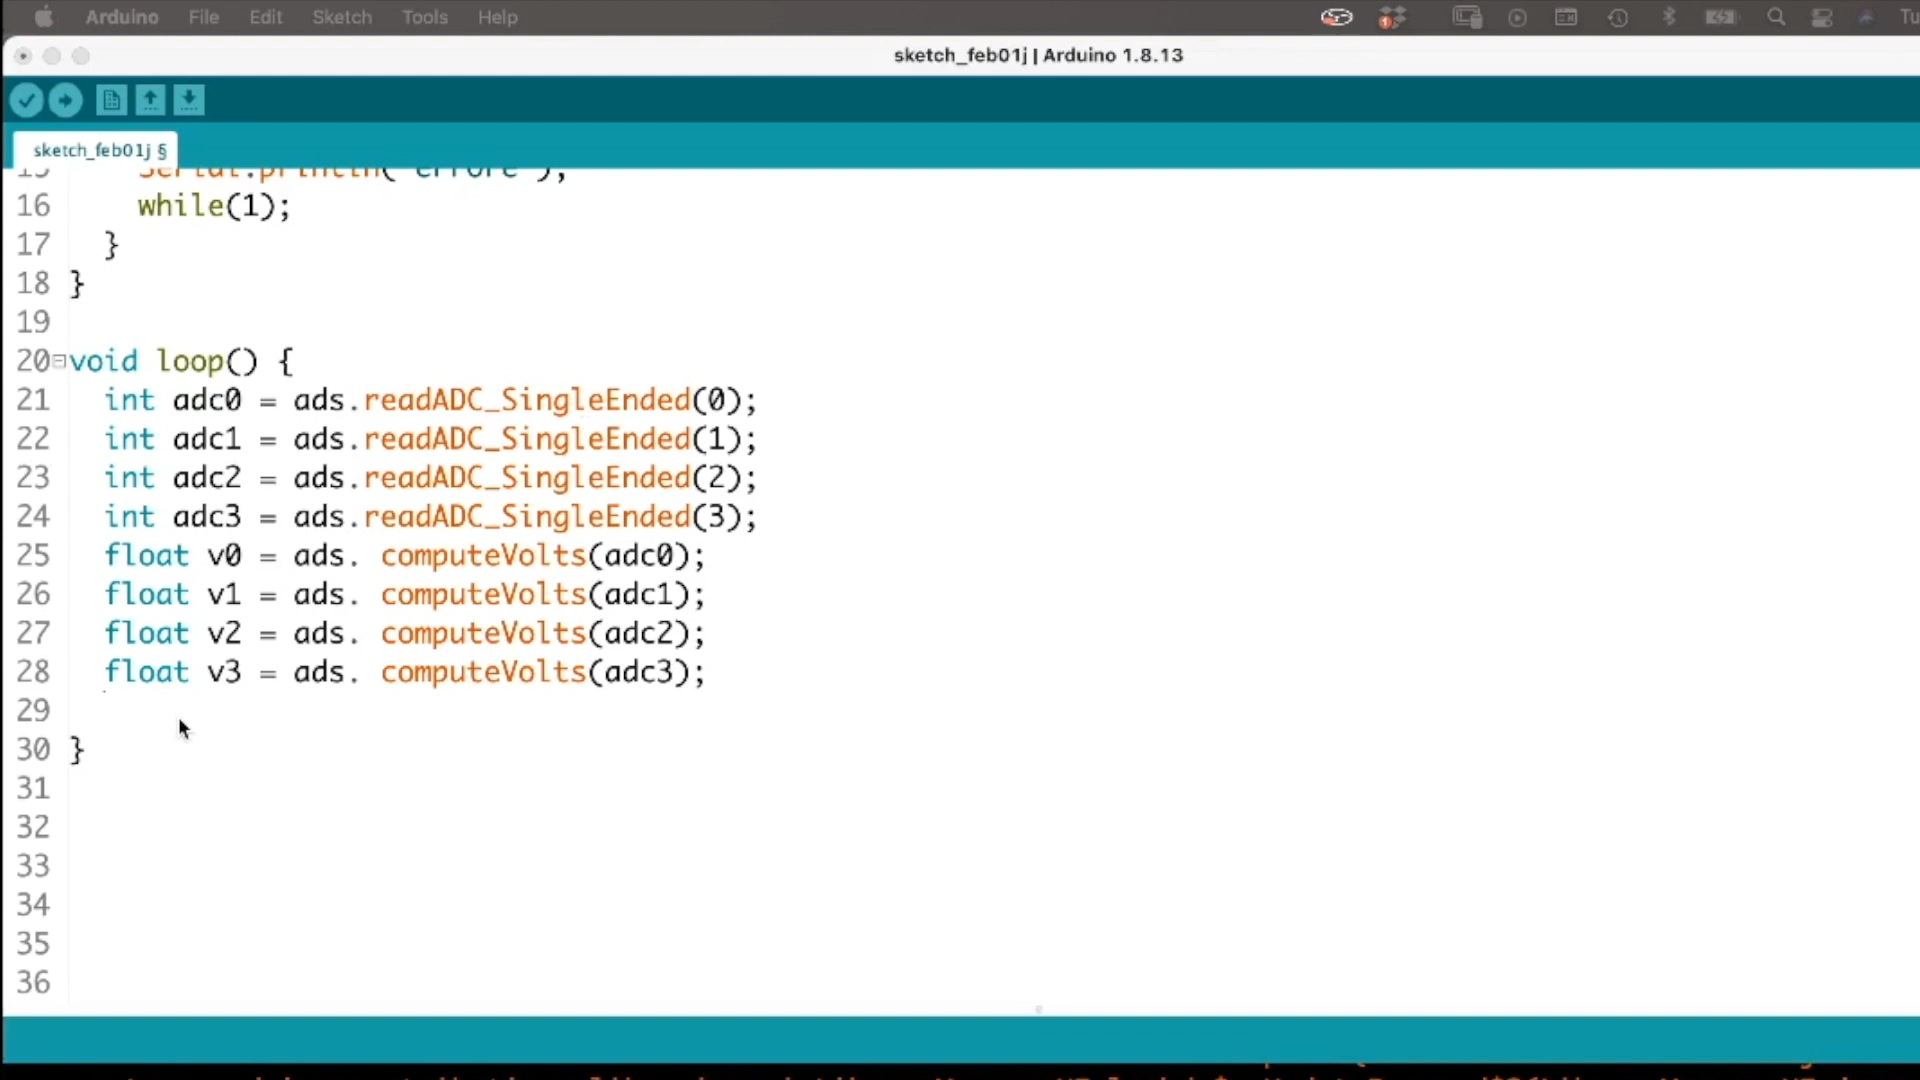 Arduino File Edit Sketch Tools Help
sketch_feb01j | Arduino 1.8.13
sketch_feb01j §
15 Serial.println("errore");
16 while(1);
17 }
18 }
19
20 void loop() {
21 int adc0 = ads.readADC_SingleEnded(0);
22 int adc1 = ads.readADC_SingleEnded(1);
23 int adc2 = ads.readADC_SingleEnded(2);
24 int adc3 = ads.readADC_SingleEnded(3);
25 float v0 = ads. computeVolts(adc0);
26 float v1 = ads. computeVolts(adc1);
27 float v2 = ads. computeVolts(adc2);
28 float v3 = ads. computeVolts(adc3);
29
30 }
31
32
33
34
35
36